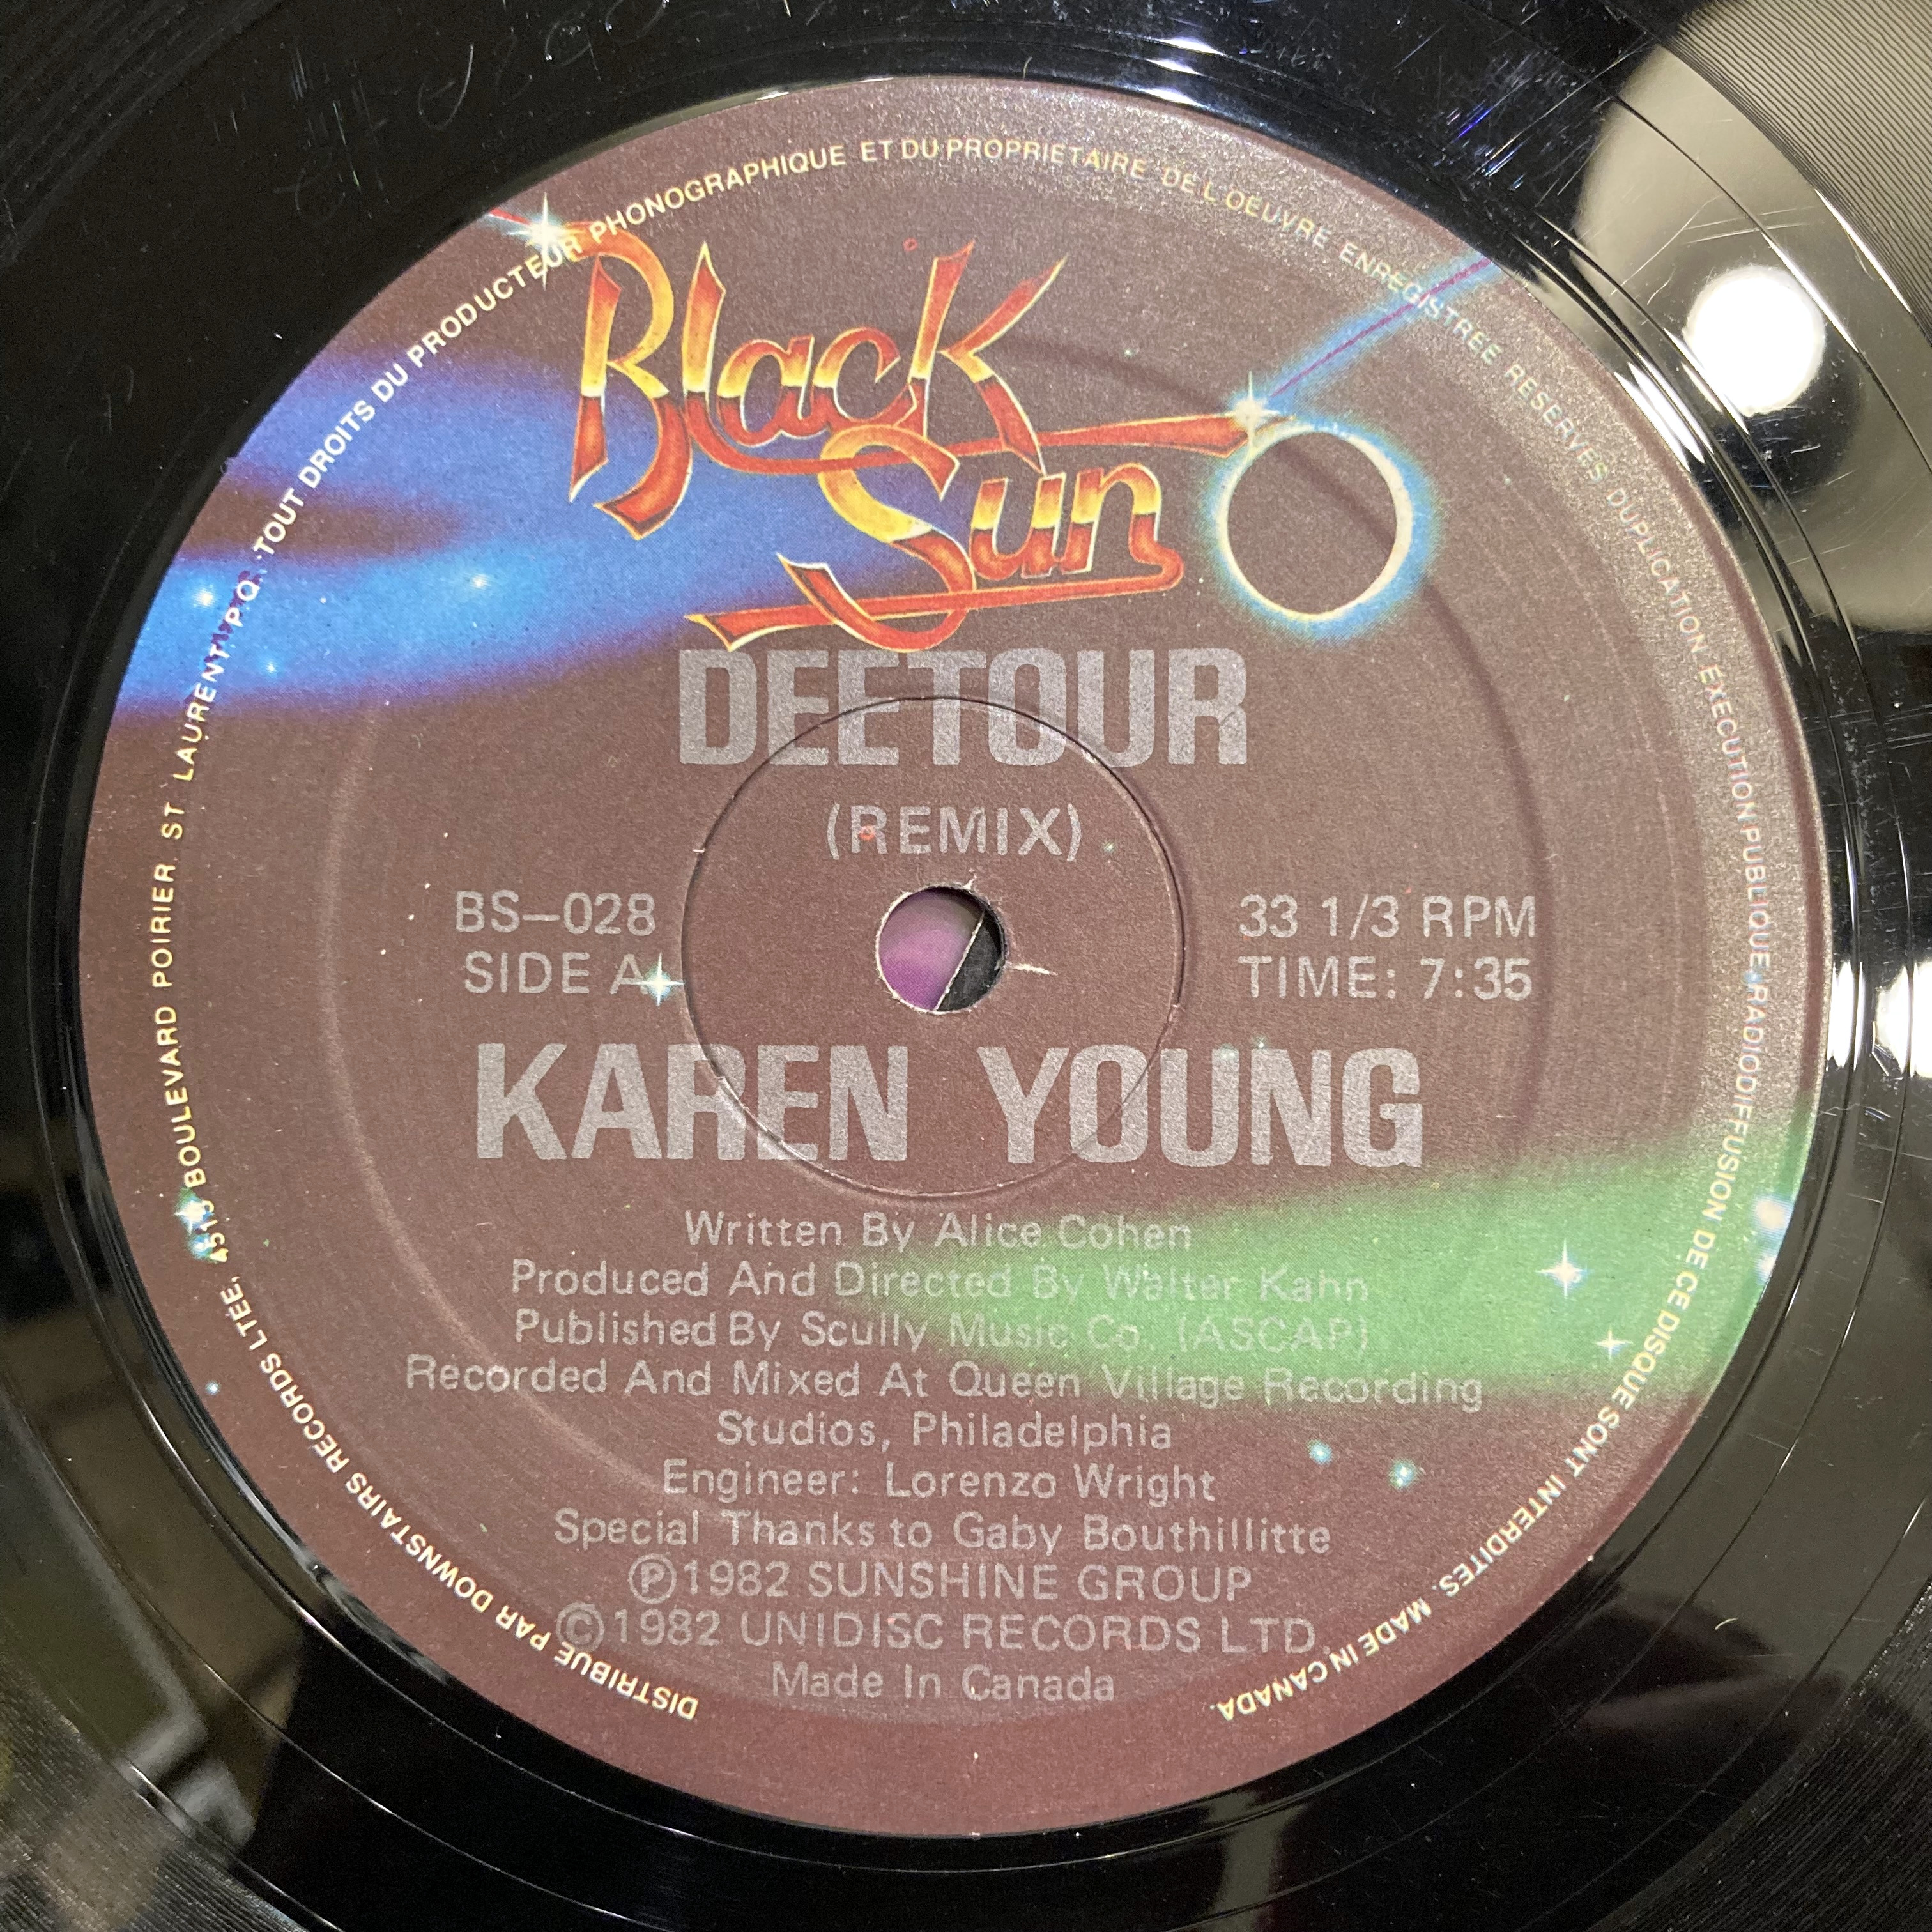 Black
Sun
DEETOUR
(REMIX)
BS–028
SIDE A
33 1/3 RPM
TIME: 7:35
KAREN YOUNG
Written By Alice Cohen
Produced And Directed By Walter Kahn
Published By Scully Music Co. (ASCAP)
Recorded And Mixed At Queen Village Recording
Studios, Philadelphia
Engineer: Lorenzo Wright
Special Thanks to Gaby Bouthillitte
Ⓟ1982 SUNSHINE GROUP
©1982 UNIDISC RECORDS LTD.
Made In Canada
DISTRIBUE PAR DOWNSTAIRS RECORDS LTEE, 4515 BOULEVARD POIRIER, ST LAURENT, P.Q. TOUT DROITS DU PRODUCTEUR PHONOGRAPHIQUE ET DU PROPRIETAIRE DE L'OEUVRE ENREGISTREE RESERVES DUPLICATION, EXECUTION PUBLIQUE, RADIODIFFUSION DE CE DISQUE SONT INTERDITES. MADE IN CANADA.